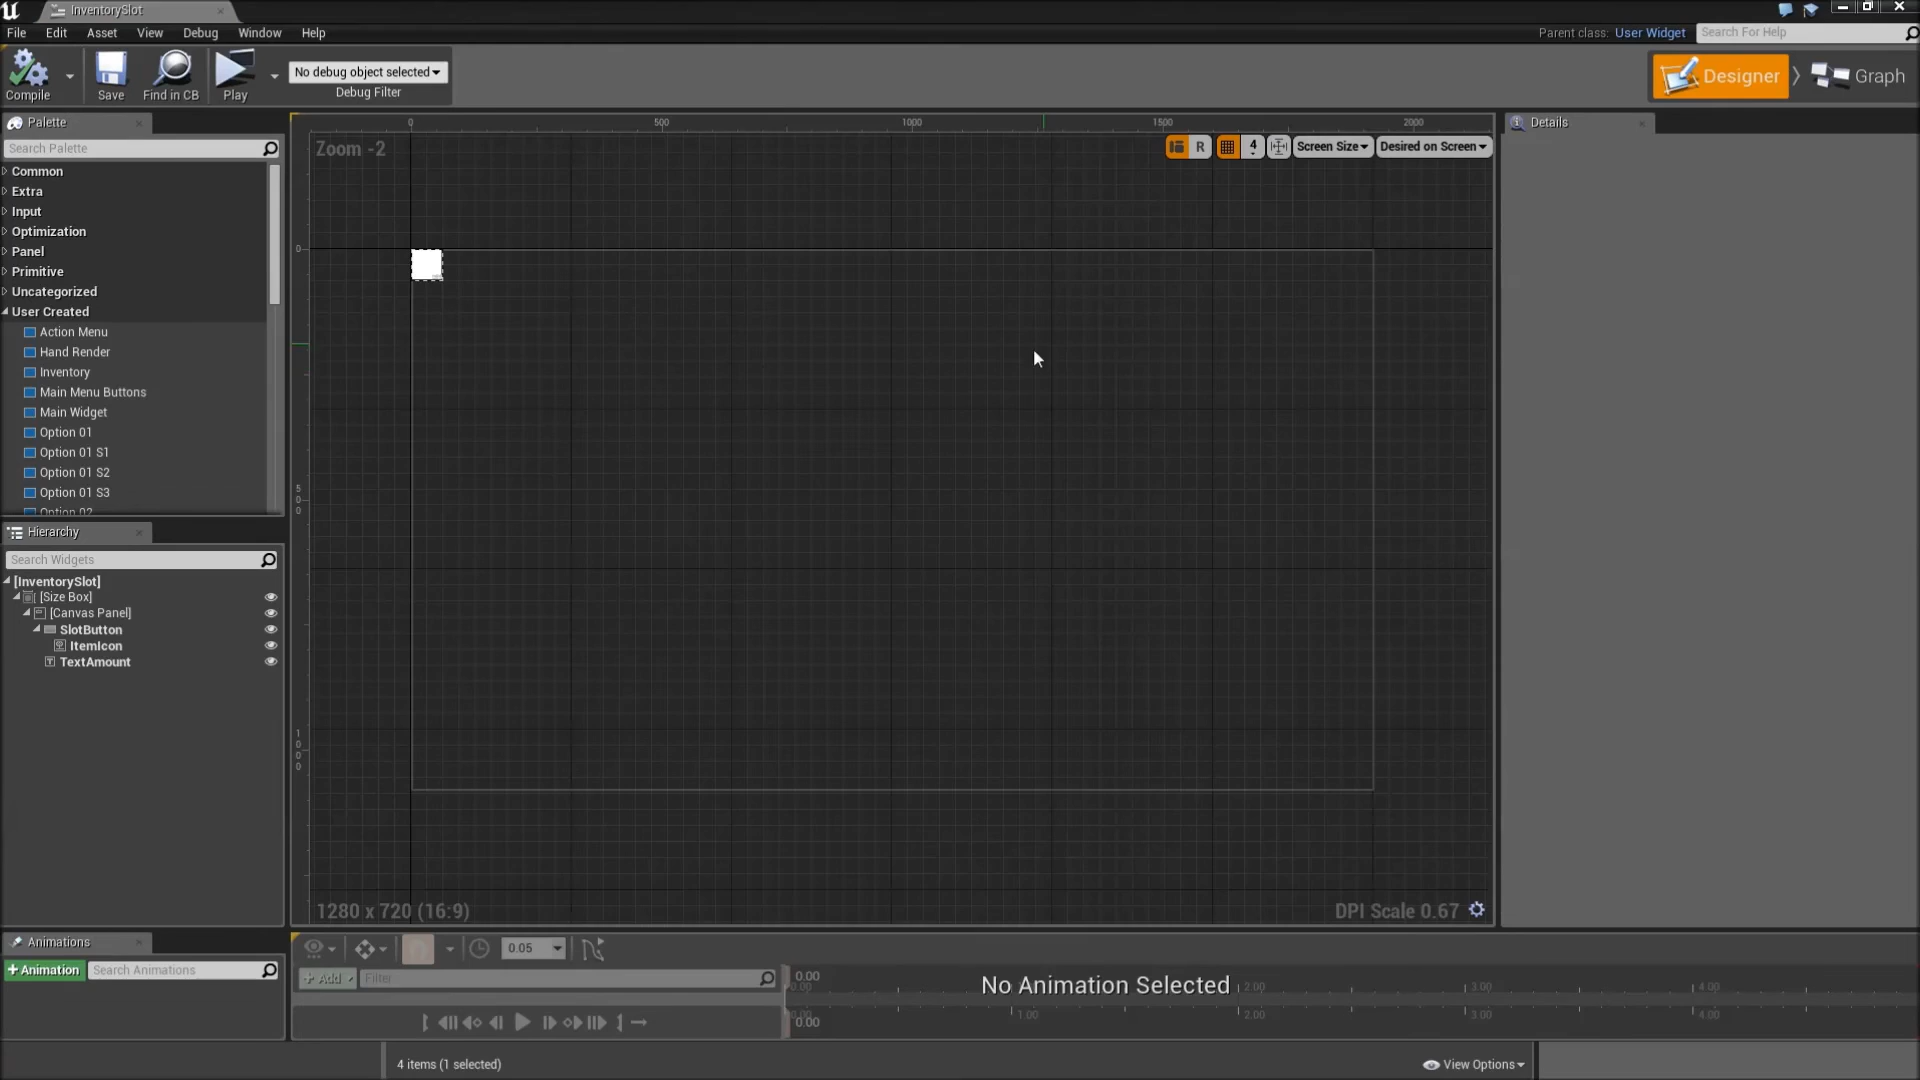 InventorySlot
File Edit Asset View Debug Window Help
Parent class: User Widget
Search For Help
Compile
Save
Find in CB
Play
No debug object selected
Debug Filter
Designer
Graph
Palette
Search Palette
Common
Extra
Input
Optimization
Panel
Primitive
Uncategorized
User Created
Action Menu
Hand Render
Inventory
Main Menu Buttons
Main Widget
Option 01
Option 01 S1
Option 01 S2
Option 01 S3
Option 02
Hierarchy
Search Widgets
[InventorySlot]
[Size Box]
[Canvas Panel]
SlotButton
ItemIcon
TextAmount
0 500 1000 1500 2000
Zoom -2
R 4 Screen Size Desired on Screen
0
500
1000
1280 x 720 (16:9)
DPI Scale 0.67
Details
Animations
+Animation
Search Animations
0.05
+ Add
Filter
0.00
0.00
No Animation Selected
2.00 3.00 4.00
0.00
0.00
1.00 2.00 3.00 4.00
4 items (1 selected)
View Options